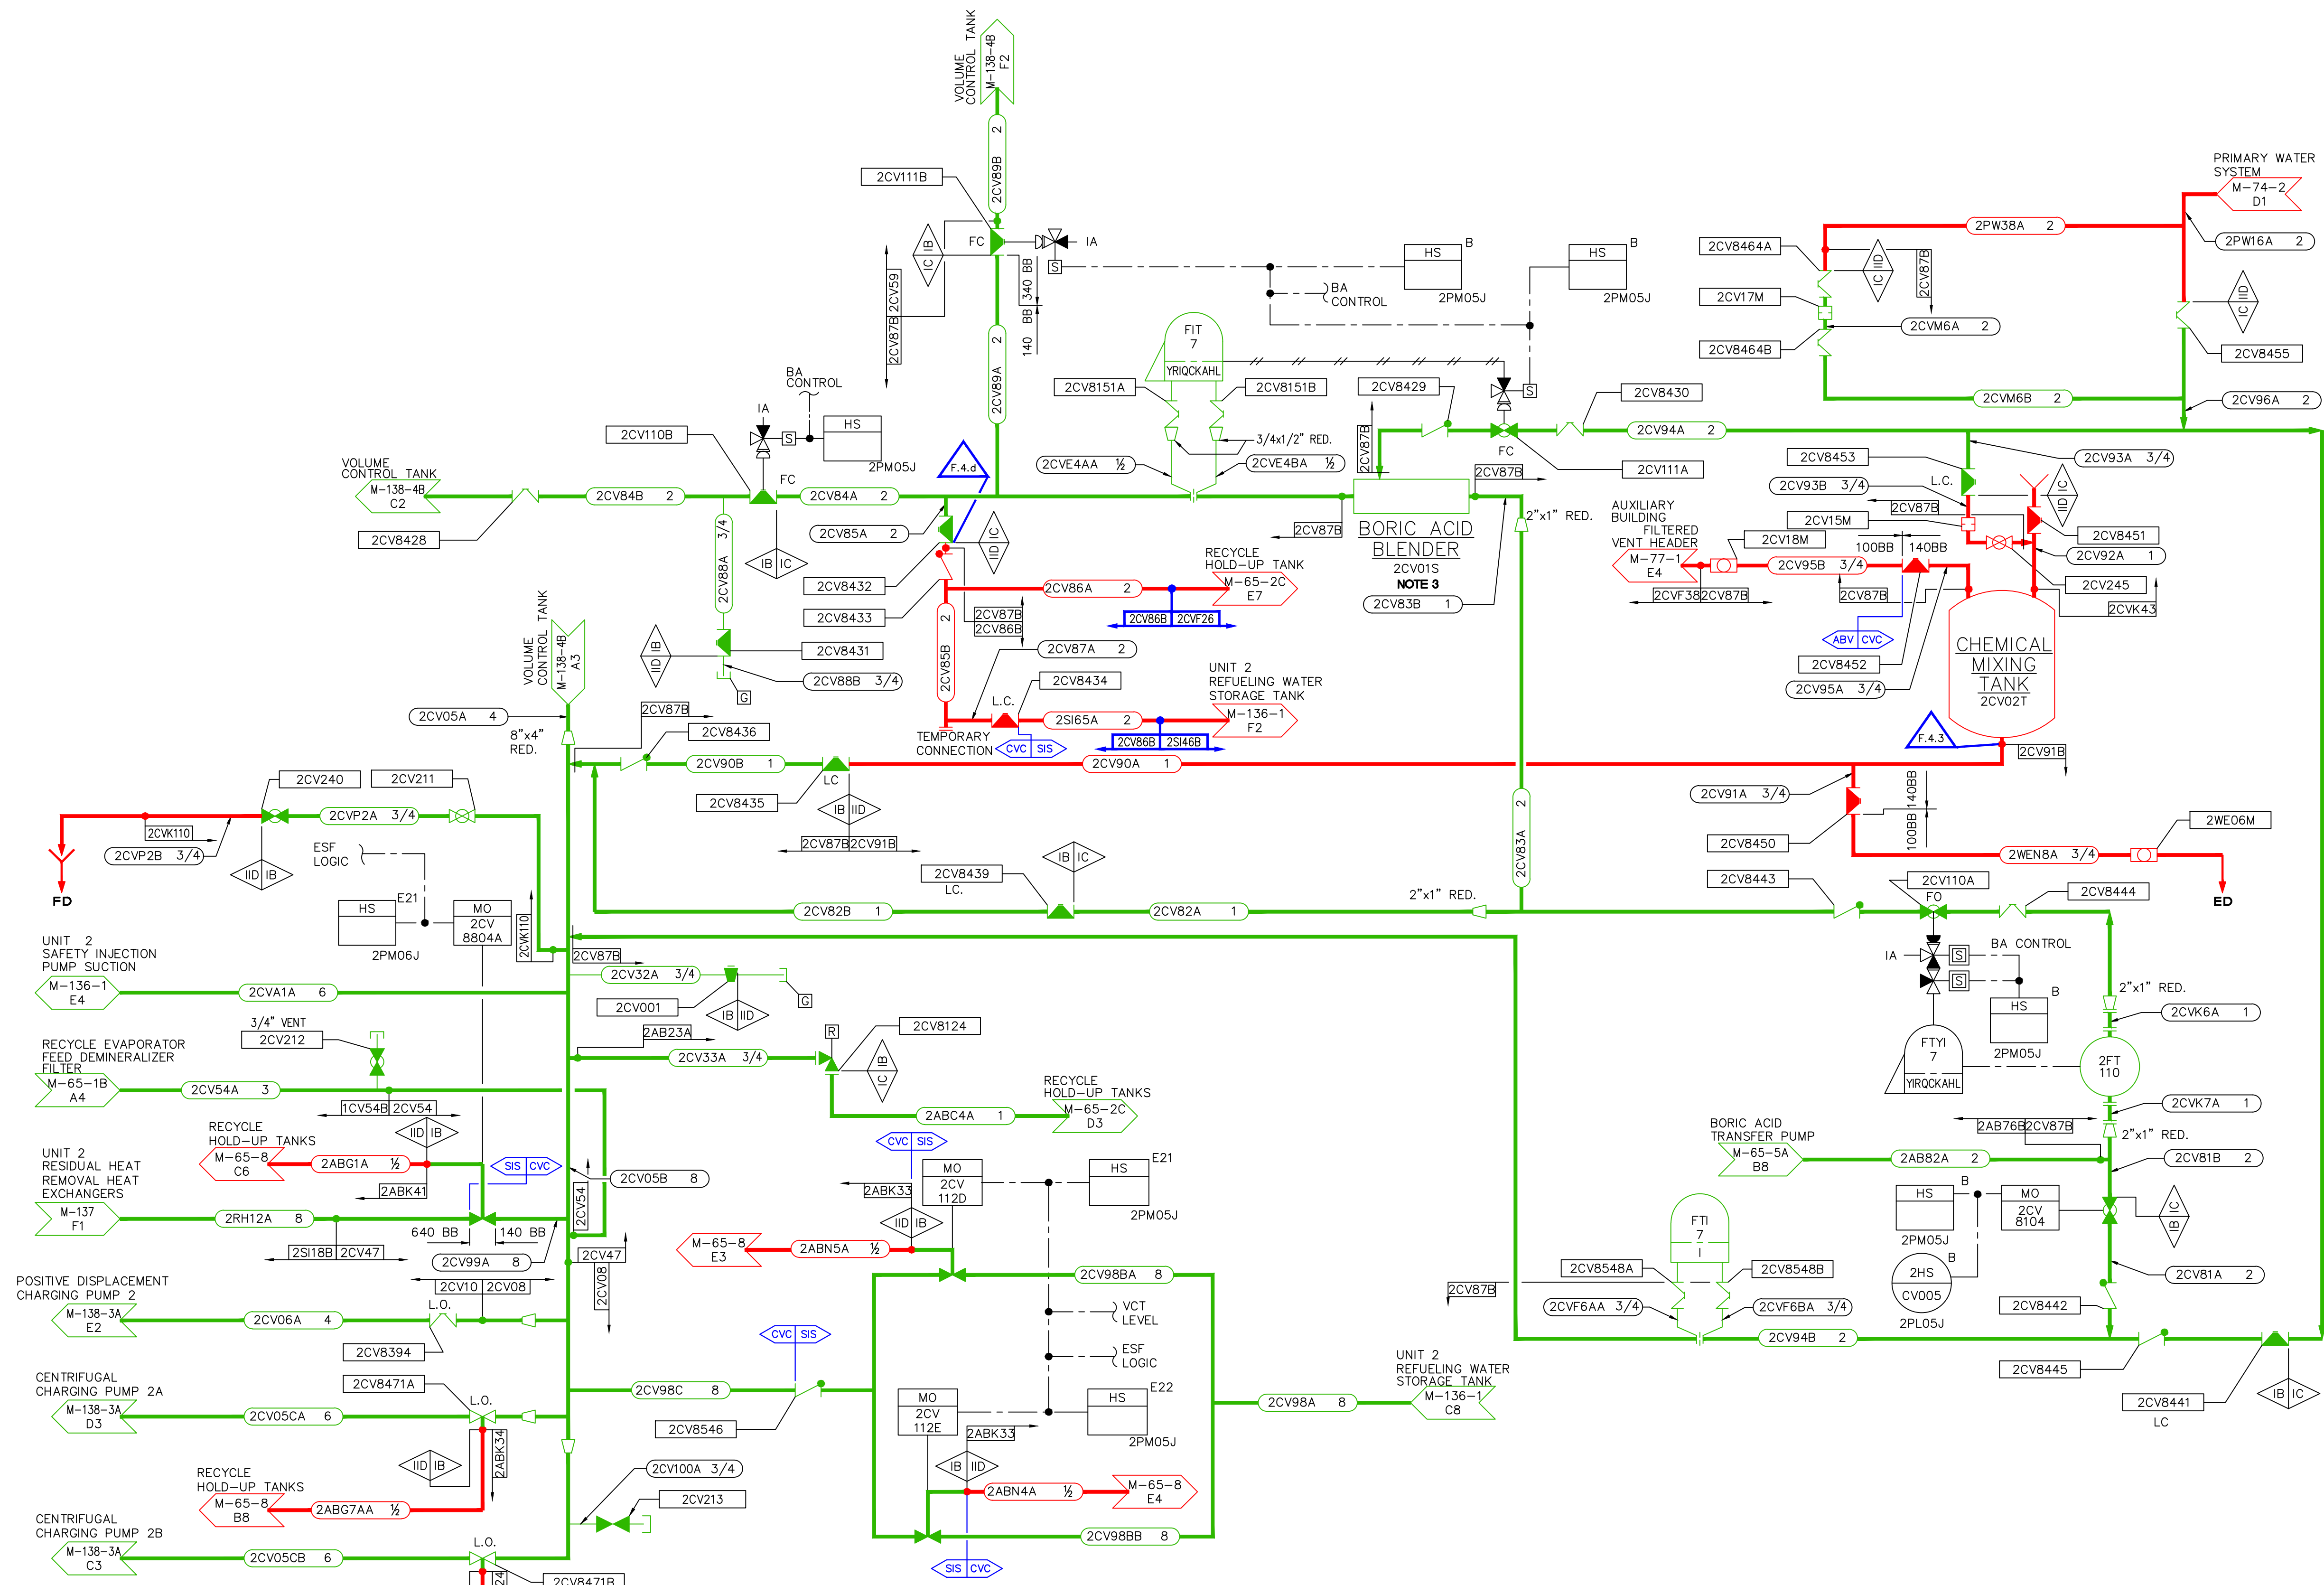 VOLUME
CONTROL TANK
M-138-4B
F2
2CV89B 2
2CV111B
FC
IA
S
IC IB
2CV87B 2CV59
340 BB
140 BB
BA
CONTROL
HS
B
2PM05J
HS
B
2PM05J
2CV89A 2
FIT
7
YRIQCKAHL
2CV8151A
2CV8151B
3/4x1/2" RED.
2CVE4AA ½
2CVE4BA ½
2CV8429
2CV87B
S
FC
2CV8430
2CV94A 2
2CV111A
PRIMARY WATER
SYSTEM
M-74-2
D1
2PW38A 2
2PW16A 2
2CV8464A
IC IID
2CV87B
2CV17M
2CVM6A 2
2CV8464B
IC IID
2CV8455
2CVM6B 2
2CV96A 2
BA
CONTROL
IA
S
HS
2PM05J
2CV110B
FC
VOLUME
CONTROL TANK
M-138-4B
C2
2CV84B 2
2CV84A 2
2CV8428
2CV88A 3/4
IB IC
F.4.d
2CV85A 2
IID IC
2CV8432
2CV8433
2CV86A 2
RECYCLE
HOLD-UP TANK
M-65-2C
E7
2CV86B 2CVF26
2CV87B
2CV86B
2CV85B 2
2CV87A 2
L.C.
2CV8434
UNIT 2
REFUELING WATER
STORAGE TANK
M-136-1
F2
2SI65A 2
2CV86B 2SI46B
TEMPORARY
CONNECTION
CVC SIS
2CV87B
BORIC ACID
BLENDER
2CV01S
NOTE 3
2CV87B
2CV83B 1
2"x1" RED.
AUXILIARY
BUILDING
FILTERED
VENT HEADER
M-77-1
E4
2CV18M
2CV95B 3/4
2CVF38 2CV87B
100BB 140BB
2CV87B
ABV CVC
2CV8452
2CV95A 3/4
2CV8453
L.C.
2CV93B 3/4
2CV87B
2CV15M
2CV93A 3/4
IID IC
2CV8451
2CV92A 1
2CV245
2CVK43
CHEMICAL
MIXING
TANK
2CV02T
F.4.3
2CV91B
VOLUME
CONTROL TANK
M-138-4B
A3
IID IB
2CV8431
2CV88B 3/4
G
2CV05A 4
8"x4"
RED.
2CV87B
2CV8436
2CV90B 1
LC
2CV8435
IB IID
2CV87B 2CV91B
2CV90A 1
2CV91A 3/4
140BB
100BB
2CV8450
2WE06M
2WEN8A 3/4
ED
2CV240
2CV211
2CVP2A 3/4
2CVK110
2CVP2B 3/4
IID IB
FD
ESF
LOGIC
HS
E21
2PM06J
MO
2CV
8804A
2CVK110
2CV8439
LC.
IB IC
2CV82B 1
2CV82A 1
2"x1" RED.
2CV83A 2
2CV8443
2CV110A
FO
2CV8444
IA
S
S
BA CONTROL
HS
B
2PM05J
FTYI
7
YIRQCKAHL
2"x1" RED.
2CVK6A 1
2FT
110
2CVK7A 1
2"x1" RED.
2AB76B 2CV87B
BORIC ACID
TRANSFER PUMP
M-65-5A
B8
2AB82A 2
2CV81B 2
HS
B
2PM05J
MO
2CV
8104
IB IC
2HS
CV005
B
2PL05J
2CV81A 2
2CV8442
UNIT 2
SAFETY INJECTION
PUMP SUCTION
M-136-1
E4
2CVA1A 6
2CV87B
2CV32A 3/4
2CV001
IB IID
G
3/4" VENT
2CV212
RECYCLE EVAPORATOR
FEED DEMINERALIZER
FILTER
M-65-1B
A4
2CV54A 3
1CV54B 2CV54
2AB23A
2CV33A 3/4
R
2CV8124
IC IB
2ABC4A 1
RECYCLE
HOLD-UP TANKS
M-65-2C
D3
RECYCLE
HOLD-UP TANKS
M-65-8
C6
2ABG1A ½
IID IB
2ABK41
SIS CVC
UNIT 2
RESIDUAL HEAT
REMOVAL HEAT
EXCHANGERS
M-137
F1
2RH12A 8
2SI18B 2CV47
640 BB
140 BB
2CV99A 8
2CV05B 8
2CV54
2CV47
2CV08
CVC SIS
MO
2CV
112D
HS
E21
2PM05J
2ABK33
IID IB
M-65-8
E3
2ABN5A ½
2CV98BA 8
VCT
LEVEL
ESF
LOGIC
POSITIVE DISPLACEMENT
CHARGING PUMP 2
M-138-3A
E2
2CV10 2CV08
L.O.
2CV06A 4
2CV8394
CVC SIS
2CV98C 8
2CV8546
MO
2CV
112E
HS
E22
2PM05J
2ABK33
IB IID
2ABN4A ½
M-65-8
E4
2CV98BB 8
SIS CVC
UNIT 2
REFUELING WATER
STORAGE TANK
M-136-1
C8
2CV98A 8
FTI
7
I
2CV8548A
2CV8548B
2CV87B
2CVF6AA 3/4
2CVF6BA 3/4
2CV94B 2
2CV8445
2CV8441
LC
IB IC
CENTRIFUGAL
CHARGING PUMP 2A
M-138-3A
D3
2CV8471A
L.O.
2CV05CA 6
IID IB
2ABK34
RECYCLE
HOLD-UP TANKS
M-65-8
B8
2ABG7AA ½
2CV100A 3/4
2CV213
CENTRIFUGAL
CHARGING PUMP 2B
M-138-3A
C3
L.O.
2CV05CB 6
2CV8471B